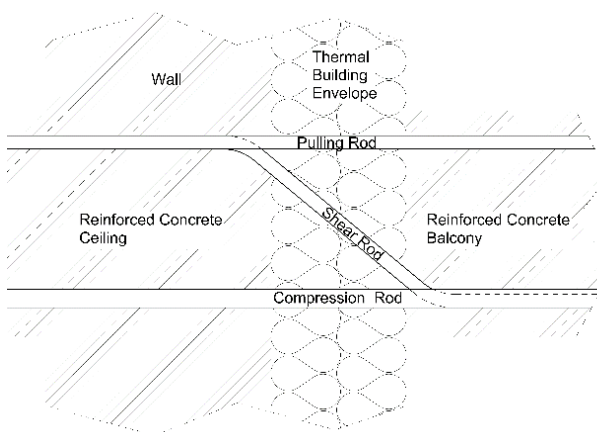 Wall
Thermal
Building
Envelope
Pulling Rod
Reinforced Concrete
Ceiling
Shear Rod
Reinforced Concrete
Balcony
Compression Rod